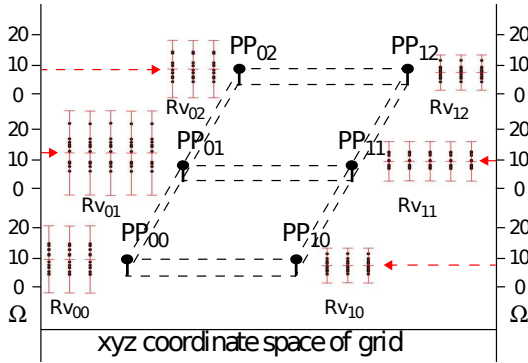 20 PP02 PP12 20
10 10
0 Rv02 Rv12 0
20 PP01 PP11 20
10 10
0 Rv01 Rv11 0
20 PP00 PP10 20
10 10
0 0
Ω Rv00 Rv10 Ω
xyz coordinate space of grid